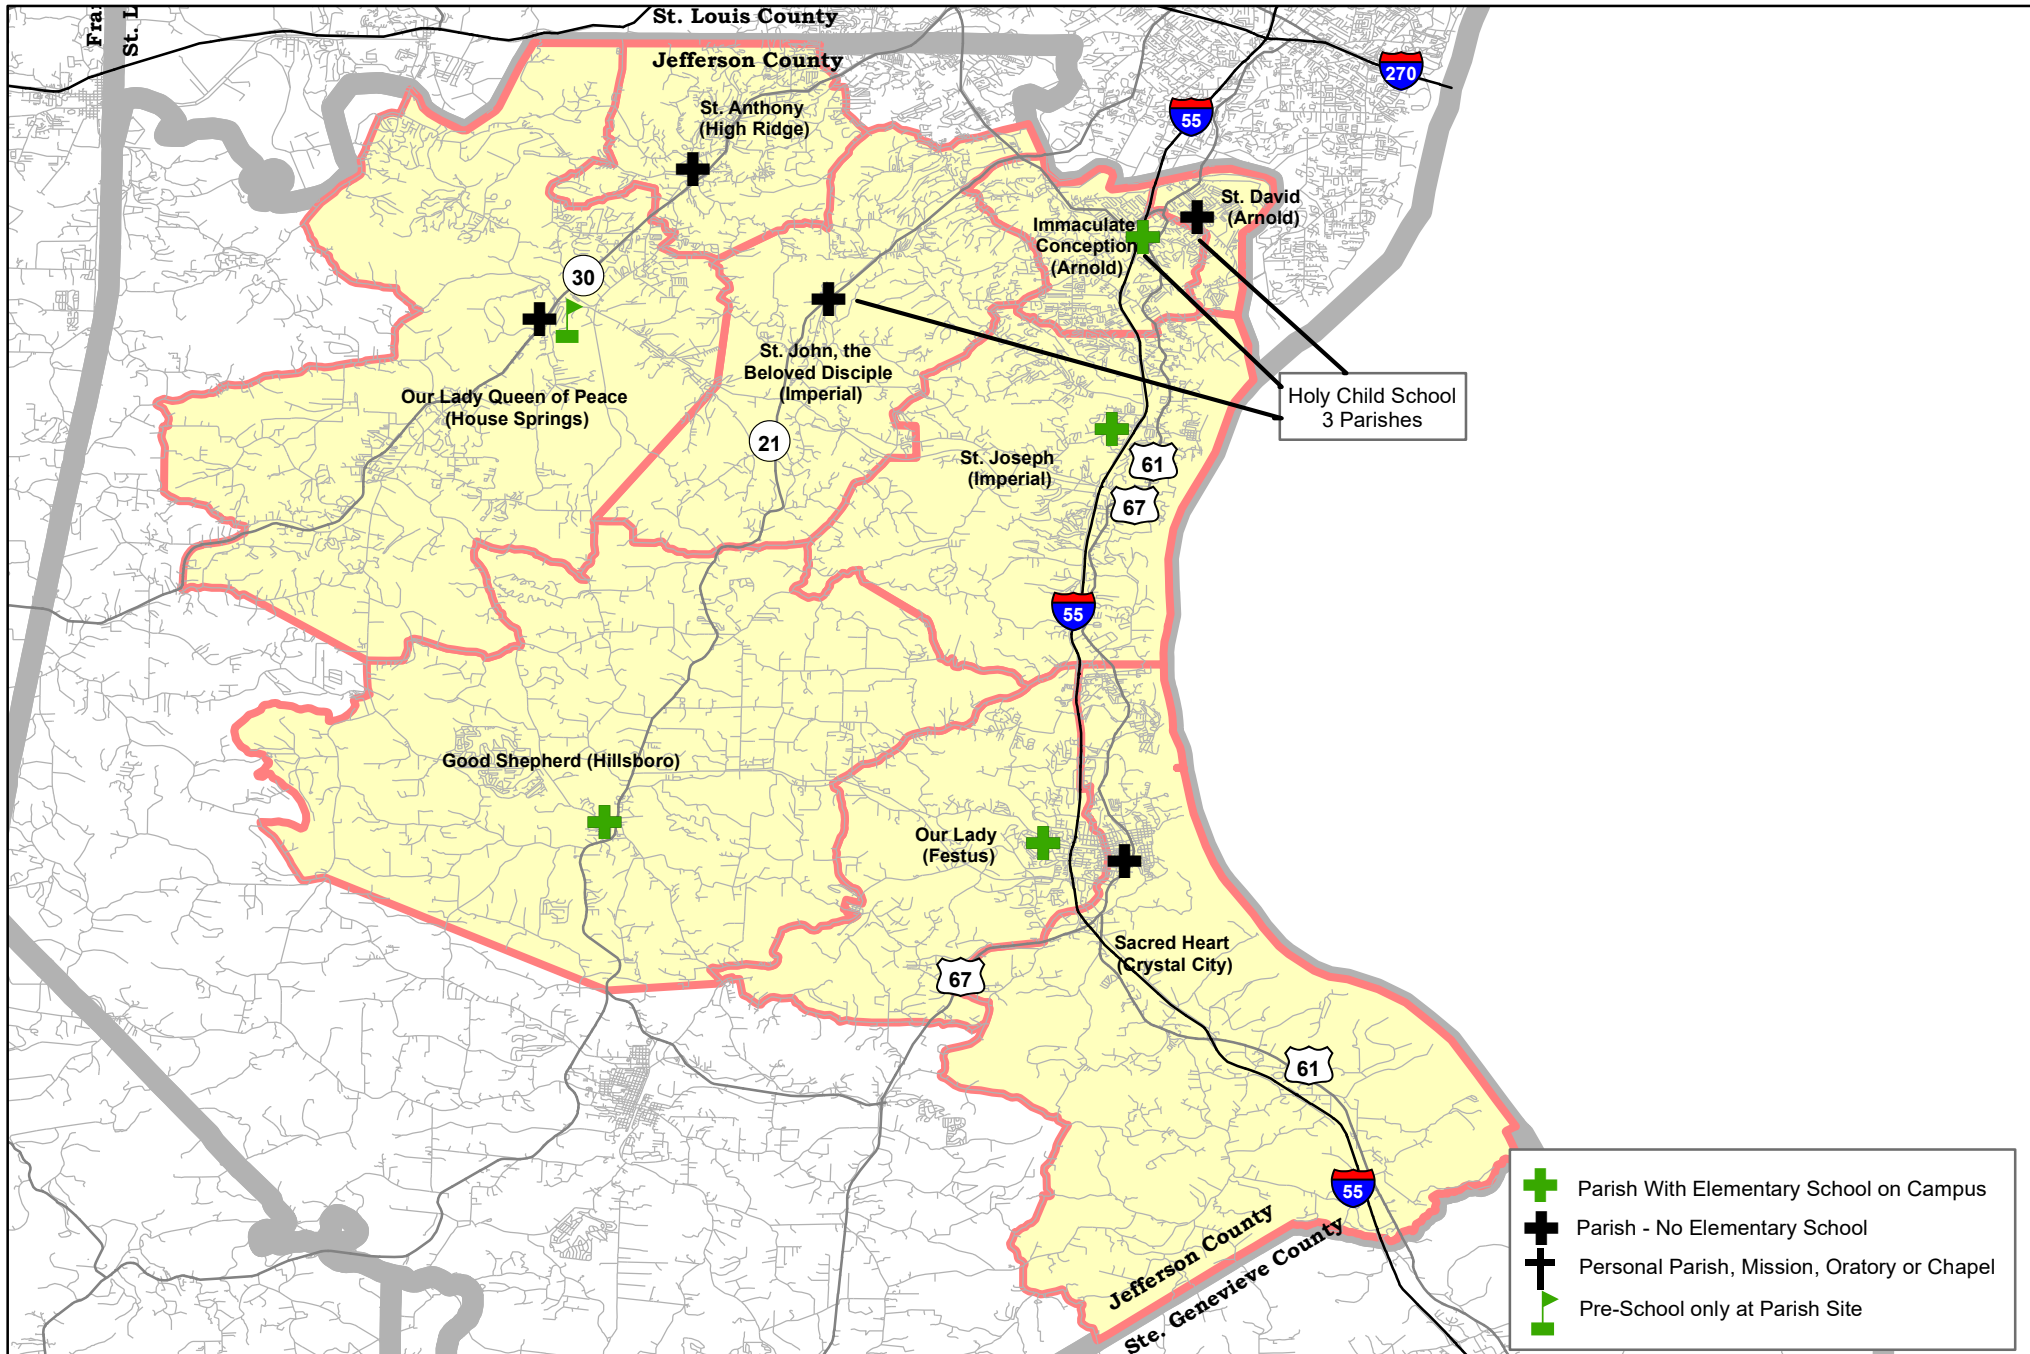 Fran
St. L
St. Louis County
Jefferson County
270
55
St. Anthony
(High Ridge)
St. David
(Arnold)
Immaculate
Conception
(Arnold)
30
St. John, the
Beloved Disciple
(Imperial)
Our Lady Queen of Peace
(House Springs)
Holy Child School
3 Parishes
21
St. Joseph
(Imperial)
61
67
55
Good Shepherd (Hillsboro)
Our Lady
(Festus)
Sacred Heart
(Crystal City)
67
61
55
Jefferson County
Ste. Genevieve County
Parish With Elementary School on Campus
Parish - No Elementary School
Personal Parish, Mission, Oratory or Chapel
Pre-School only at Parish Site